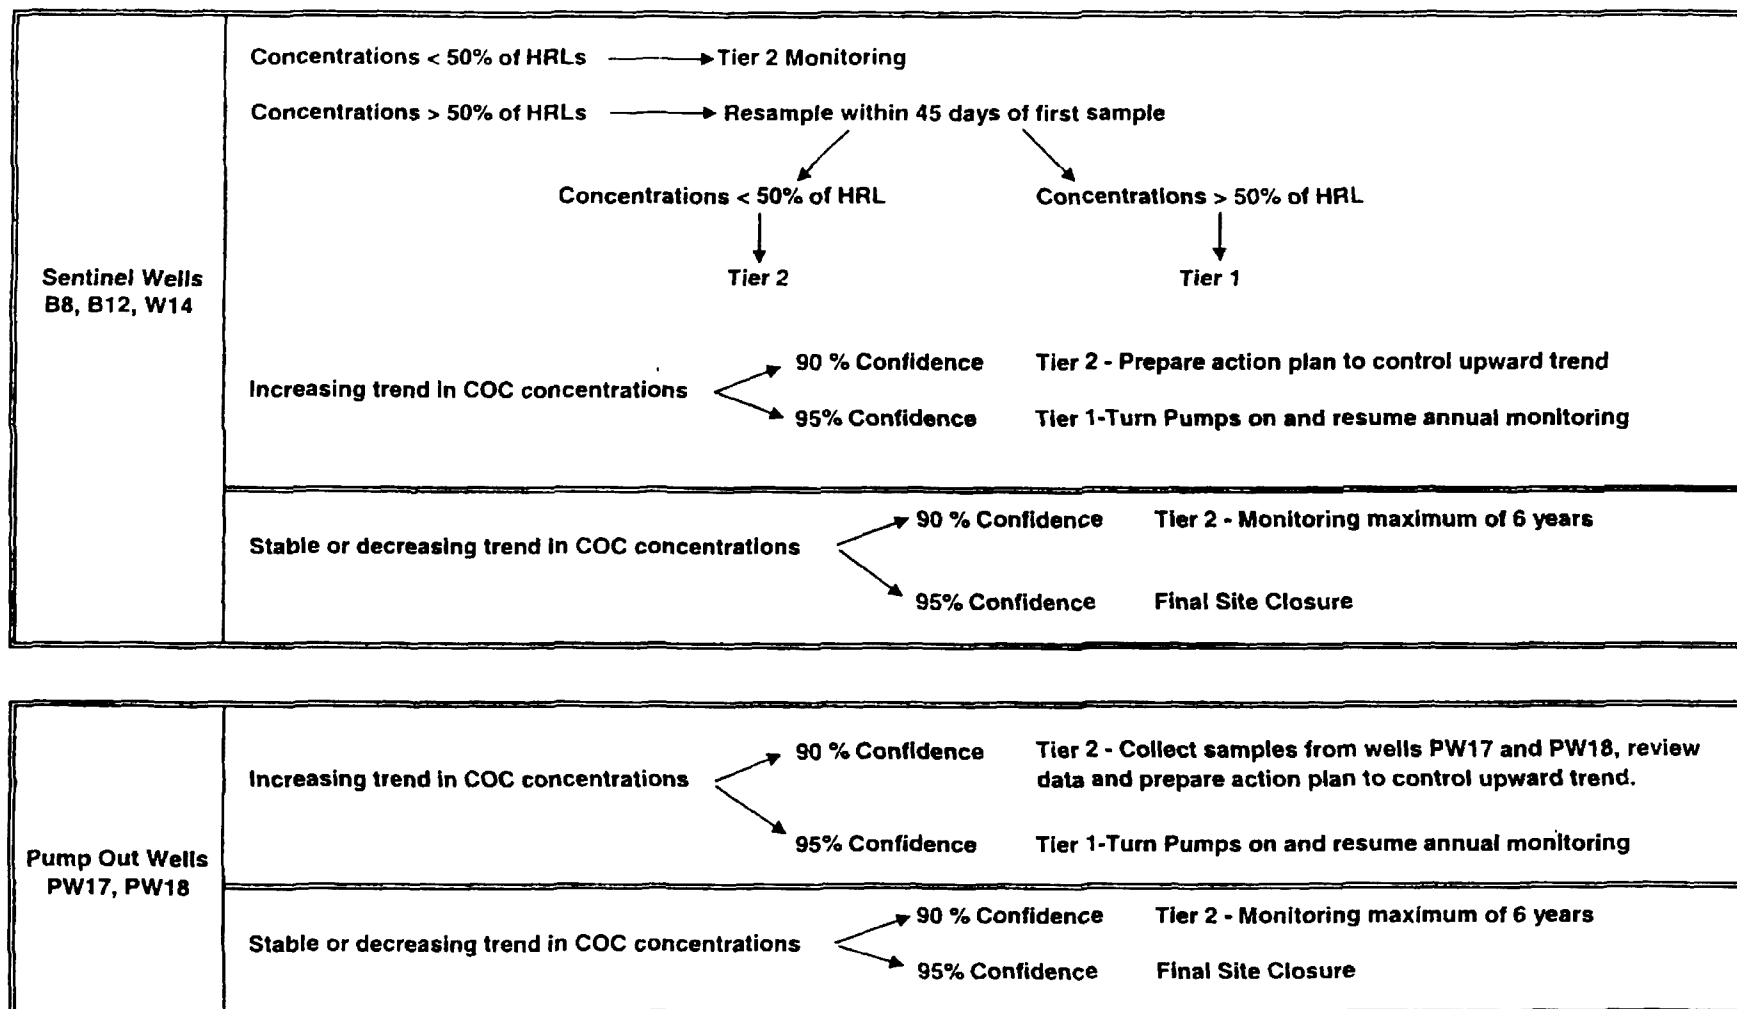 Concentrations < 50% of HRLs Tier 2 Monitoring
Concentrations > 50% of HRLs Resample within 45 days of first sample
Concentrations < 50% of HRL Concentrations > 50% of HRL
Tier 2 Tier 1
Sentinel Wells
B8, B12, W14
90 % Confidence Tier 2 - Prepare action plan to control upward trend
Increasing trend in COC concentrations
95% Confidence Tier 1-Turn Pumps on and resume annual monitoring
90 % Confidence Tier 2 - Monitoring maximum of 6 years
Stable or decreasing trend in COC concentrations
95% Confidence Final Site Closure
90 % Confidence Tier 2 - Collect samples from wells PW17 and PW18, review
data and prepare action plan to control upward trend.
Increasing trend in COC concentrations
95% Confidence Tier 1-Turn Pumps on and resume annual monitoring
Pump Out Wells
PW17, PW18
90 % Confidence Tier 2 - Monitoring maximum of 6 years
Stable or decreasing trend in COC concentrations
95% Confidence Final Site Closure